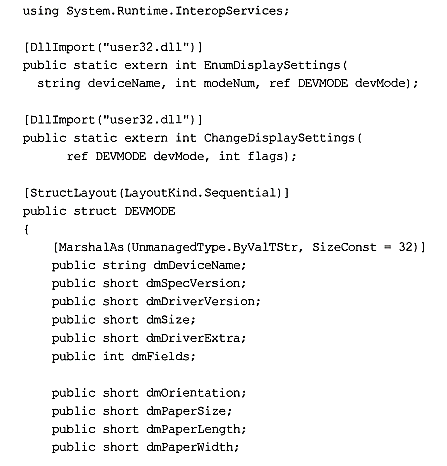 using System.Runtime.InteropServices;
[DllImport("user32.dll")]
public static extern int EnumDisplaySettings(
string deviceName, int modeNum, ref DEVMODE devMode);
[DllImport("user32.dll")]
public static extern int ChangeDisplaySettings(
ref DEVMODE devMode, int flags);
[StructLayout(LayoutKind.Sequential)]
public struct DEVMODE
{
[MarshalAs(UnmanagedType.ByValTStr, SizeConst = 32)]
public string dmDeviceName;
public short dmSpecVersion;
public short dmDriverVersion;
public short dmSize;
public short dmDriverExtra;
public int dmFields;
public short dmOrientation;
public short dmPaperSize;
public short dmPaperLength;
public short dmPaperWidth;